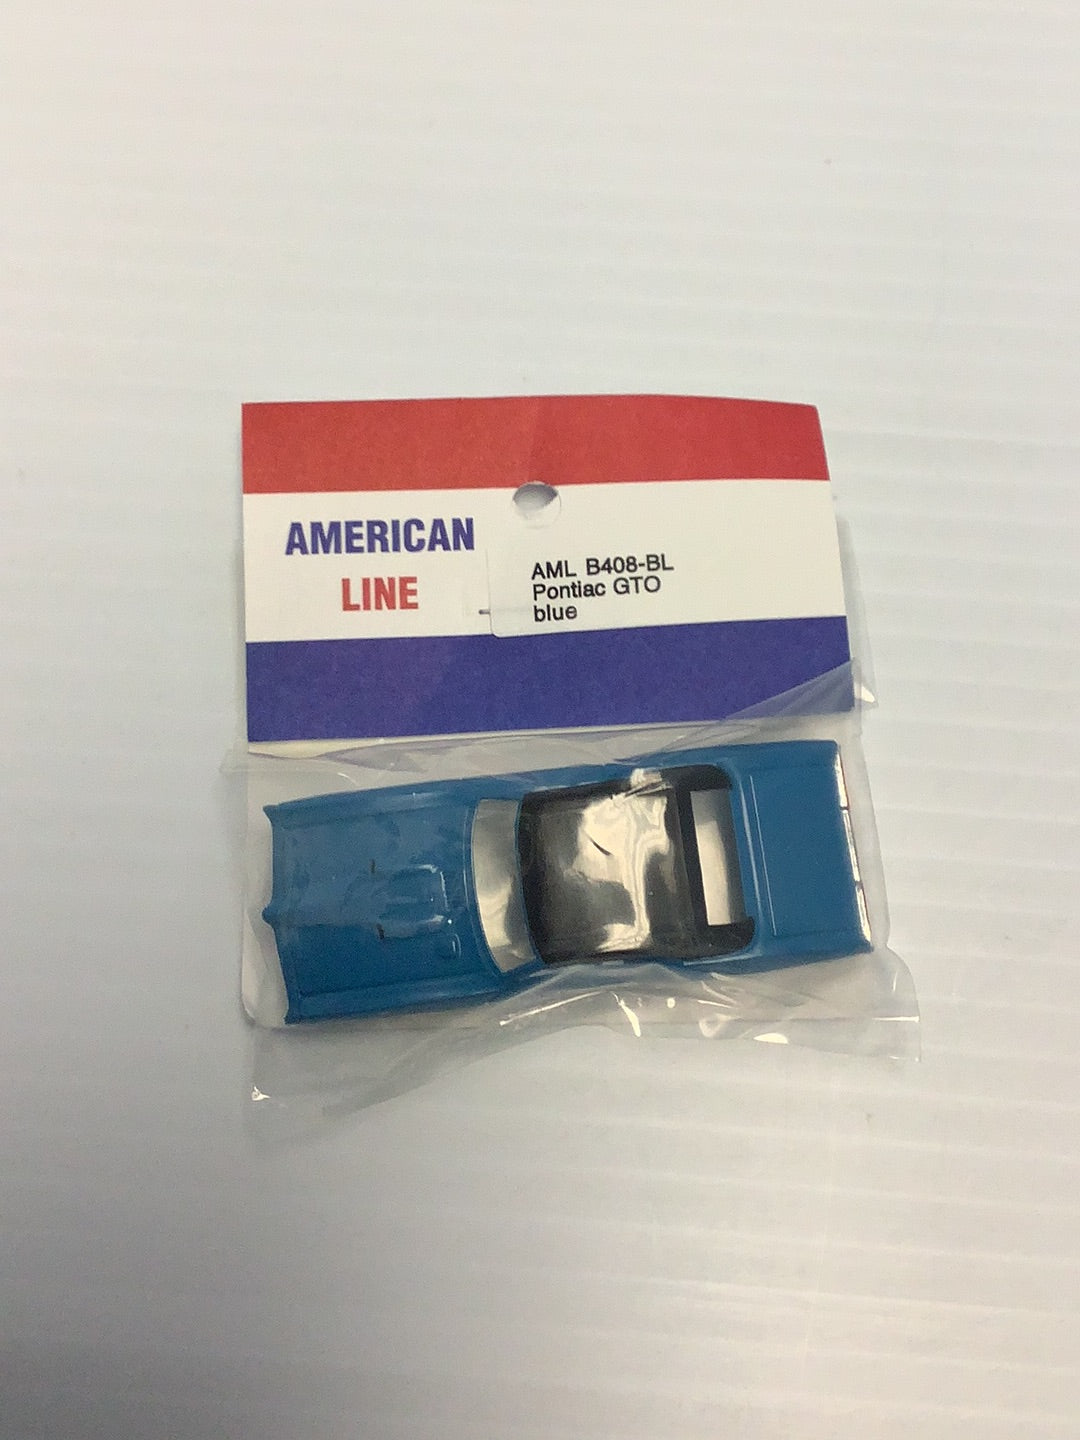 AMERICAN
LINE
AML B408-BL
Pontiac GTO
blue